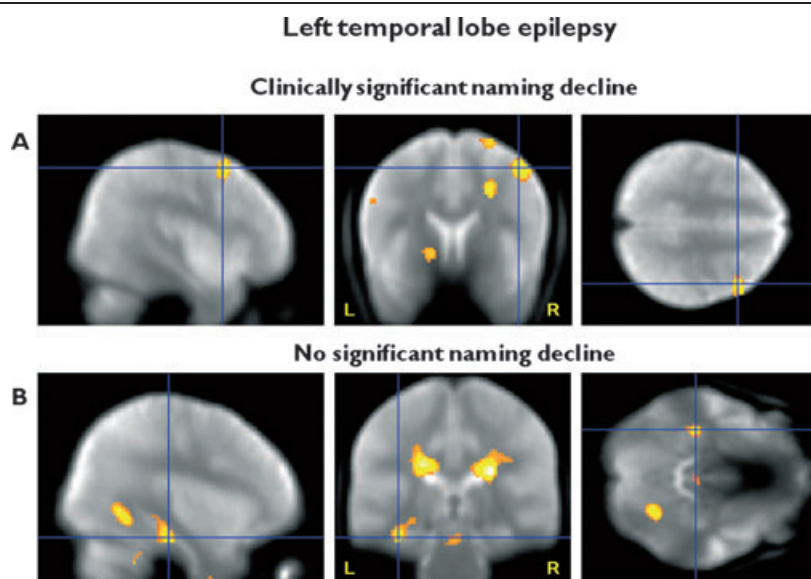 Left temporal lobe epilepsy
Clinically significant naming decline
A
L R
No significant naming decline
B
L R